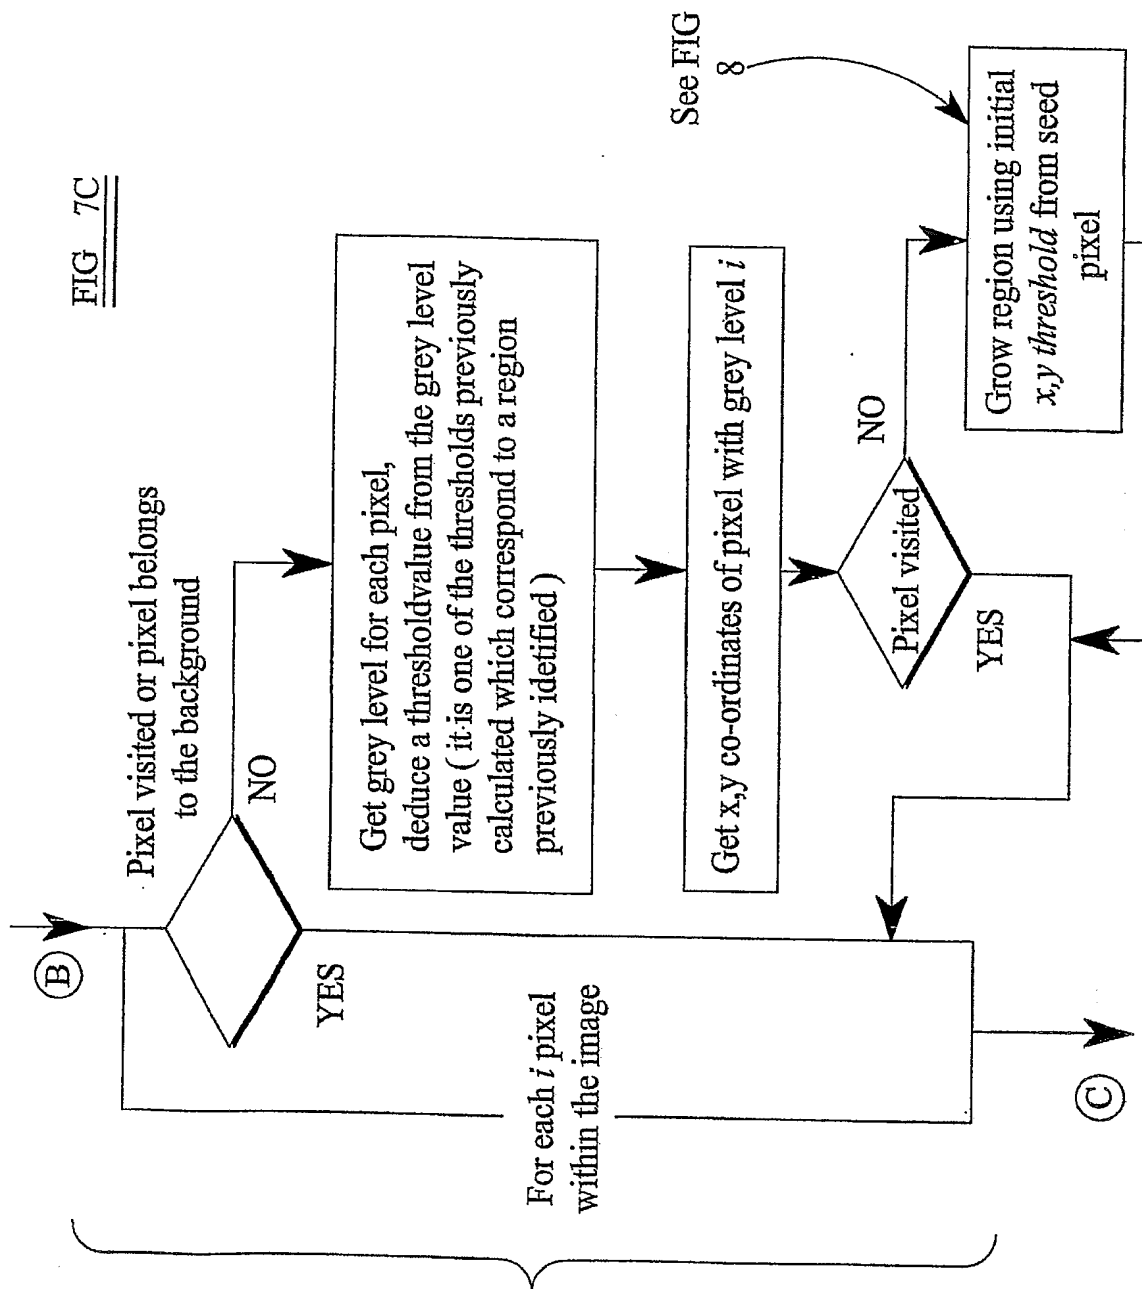 FIG 7C
B
Pixel visited or pixel belongs
to the background
NO
YES
Get grey level for each pixel,
deduce a thresholdvalue from the grey level
value ( it is one of the thresholds previously
calculated which correspond to a region
previously idetified )
Get x,y co-ordinates of pixel with grey level i
Pixel visited
NO
YES
See FIG
8
Grow region using initial
x,y threshold from seed
pixel
For each i pixel
within the image
C